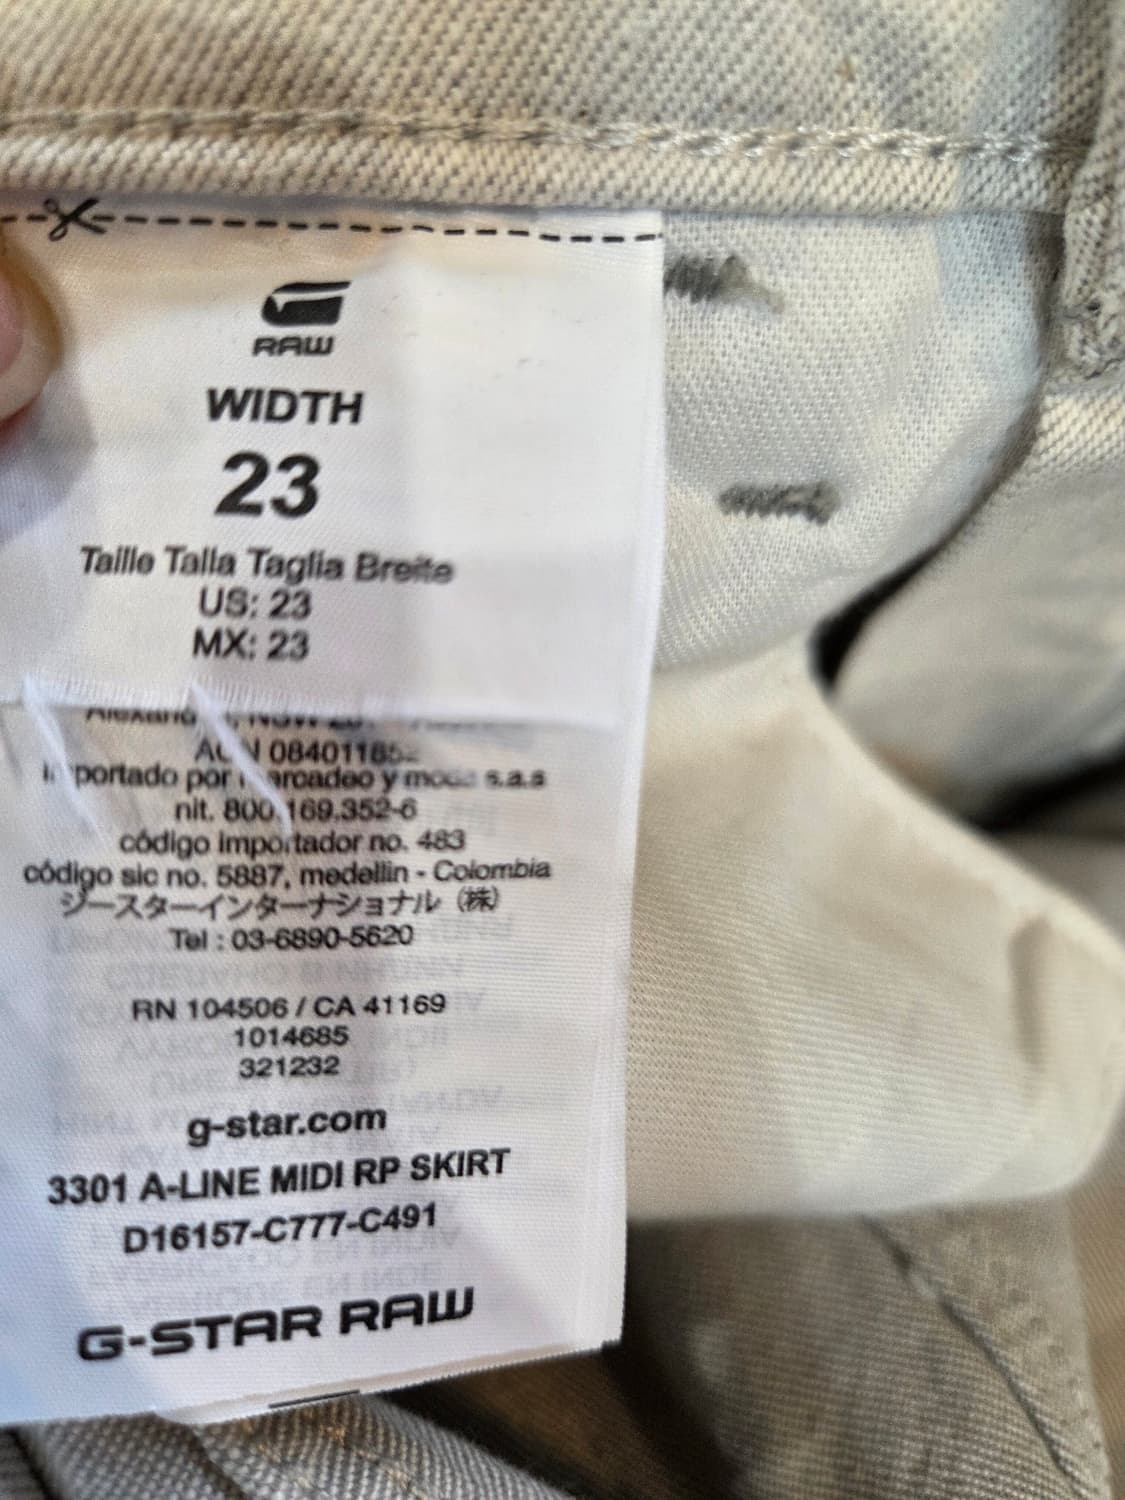 RAW
WIDTH
23
Taille Talla Taglia Breite
US: 23
MX: 23
084011852
portado por y moda s.a.s
nit. 800.169.352-6
código importador no. 483
código sic no. 5887, medellin - Colombia
ジースターインターナショナル（株）
Tel : 03-6890-5620
RN 104506 / CA 41169
1014685
321232
g-star.com
3301 A-LINE MIDI RP SKIRT
D16157-C777-C491
G-STAR RAW